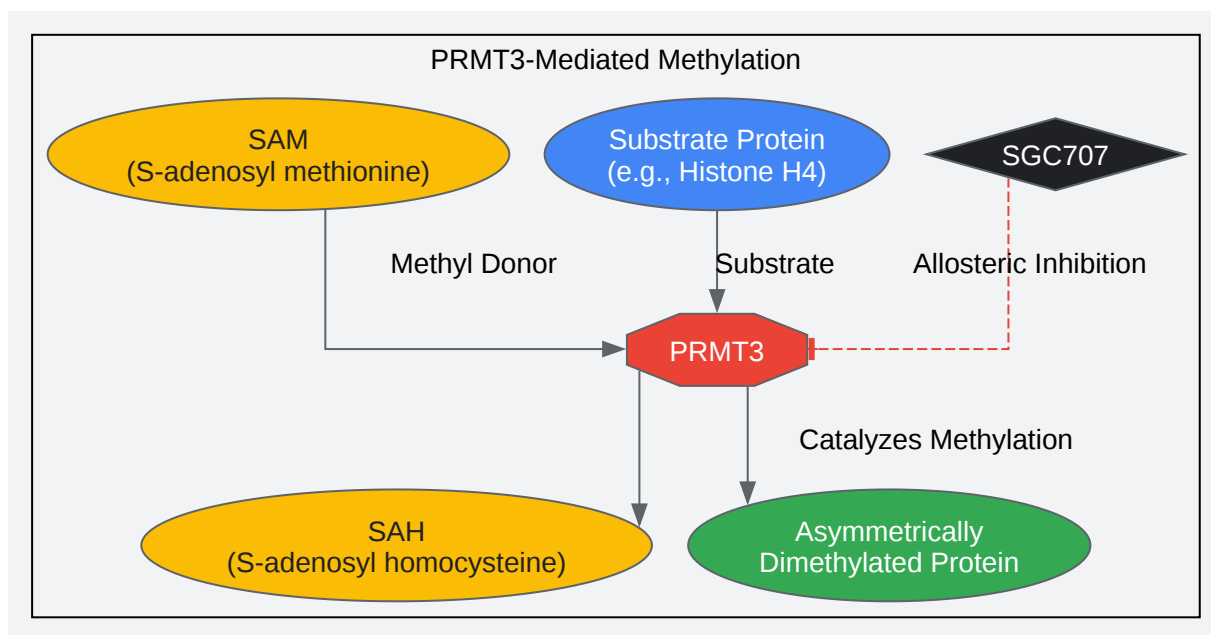 PRMT3-Mediated Methylation
SAM
(S-adenosyl methionine)
Substrate Protein
(e.g., Histone H4)
SGC707
Methyl Donor
Substrate
Allosteric Inhibition
PRMT3
Catalyzes Methylation
SAH
(S-adenosyl homocysteine)
Asymmetrically
Dimethylated Protein